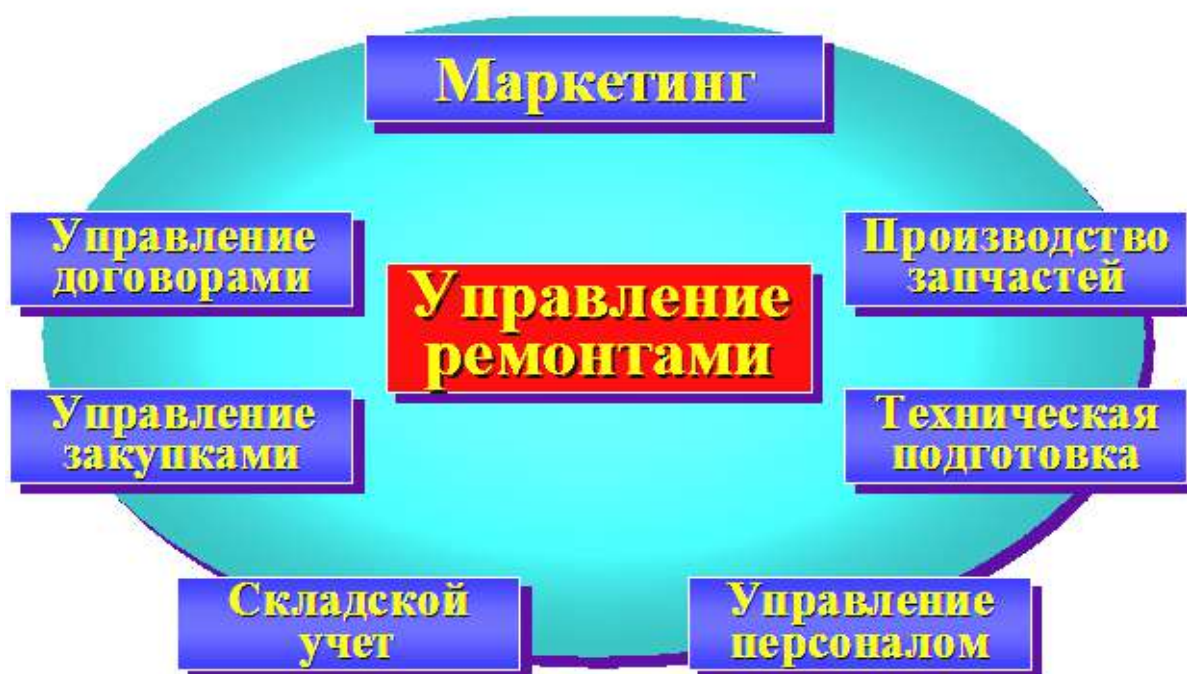 Маркетинг
Управление
договорами
Производство
запчастей
Управление
ремонтами
Управление
закупками
Техническая
подготовка
Складской
учет
Управление
персоналом